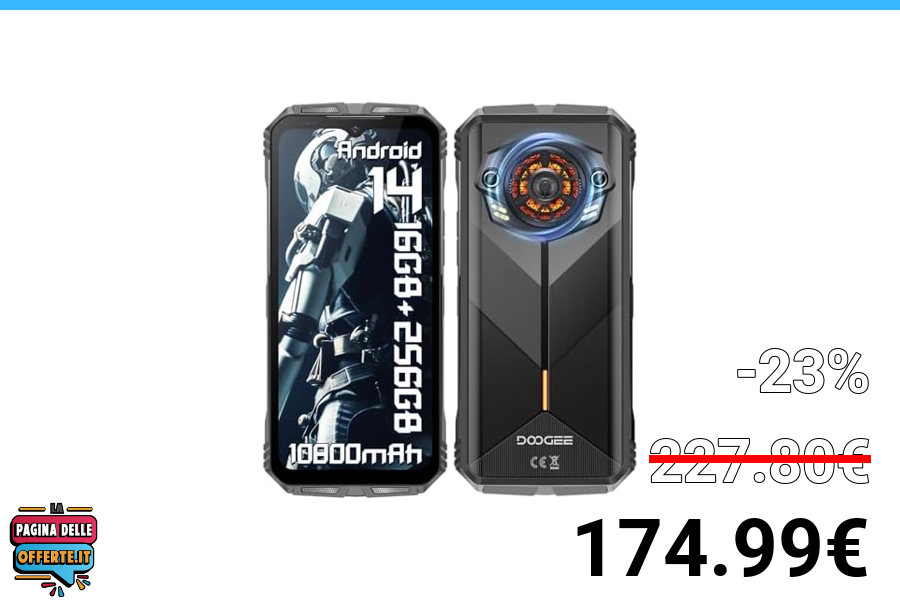 Android
14
16GB+256GB
10800mAh
DOOGEE
CE
-23%
227.80€
174.99€
LA
PAGINA DELLE
OFFERTE.IT